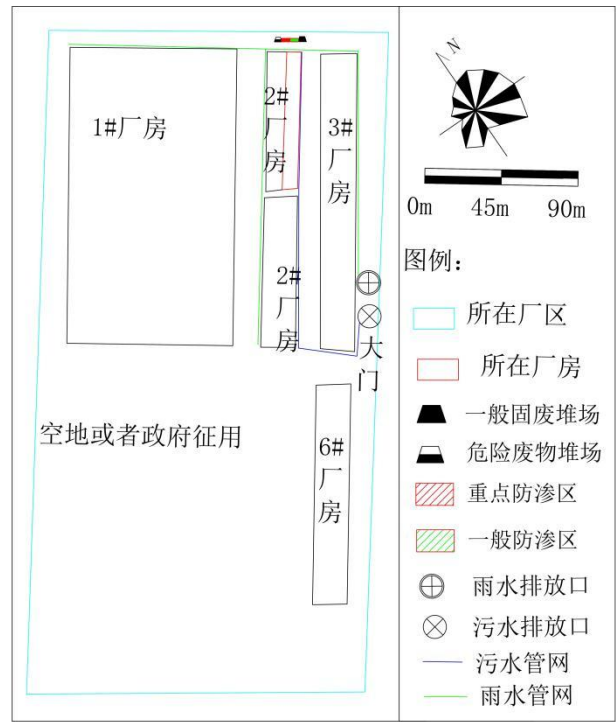 1#厂房
2#
厂
房
3#
厂
房
2#
厂
房
大
门
空地或者政府征用
6#
厂
房
N
0m 45m 90m
图例：
所在厂区
所在厂房
一般固废堆场
危险废物堆场
重点防渗区
一般防渗区
雨水排放口
污水排放口
污水管网
雨水管网